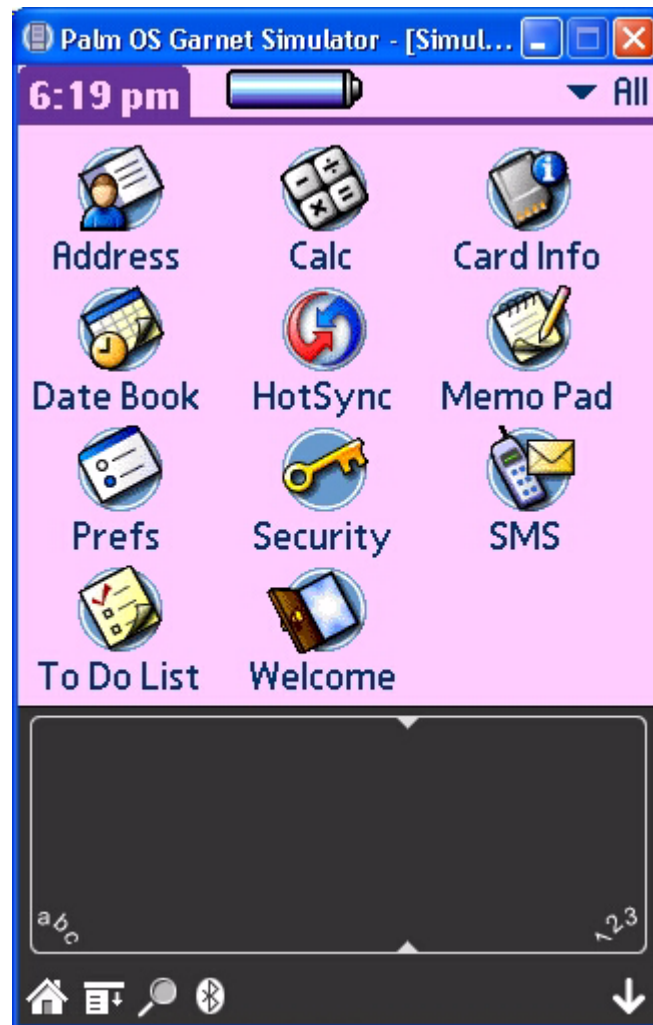 Palm OS Garnet Simulator - [Simul...
6:19 pm All
Address Calc Card Info
Date Book HotSync Memo Pad
Prefs Security SMS
To Do List Welcome
abc 123